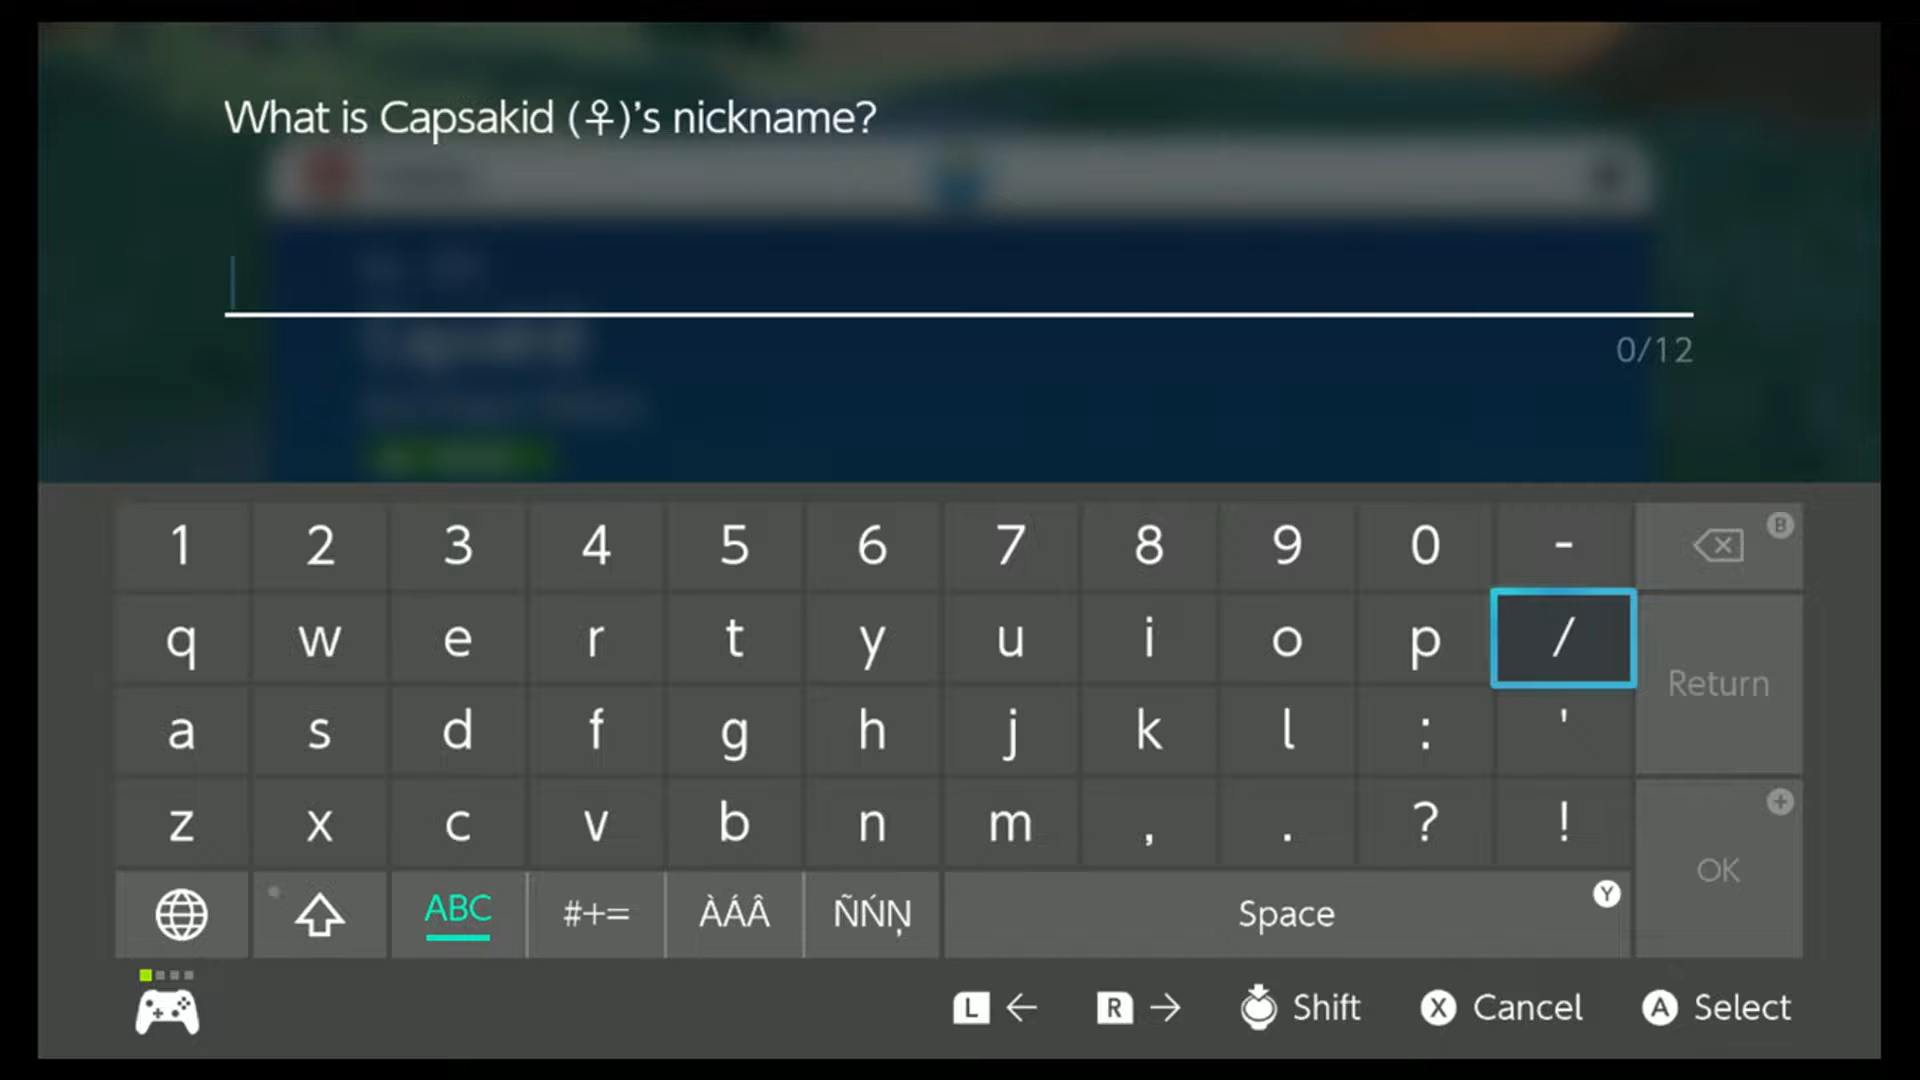 What is Capsakid (♀)'s nickname?
Capsakid
0/12
1 2 3 4 5 6 7 8 9 0 - B
q w e r t y u i o p / Return
a s d f g h j k l : '
z x c v b n m , . ? ! + OK
ABC #+= ÀÁÂ ÑŃŅ Space Y
L ← R → Shift X Cancel A Select